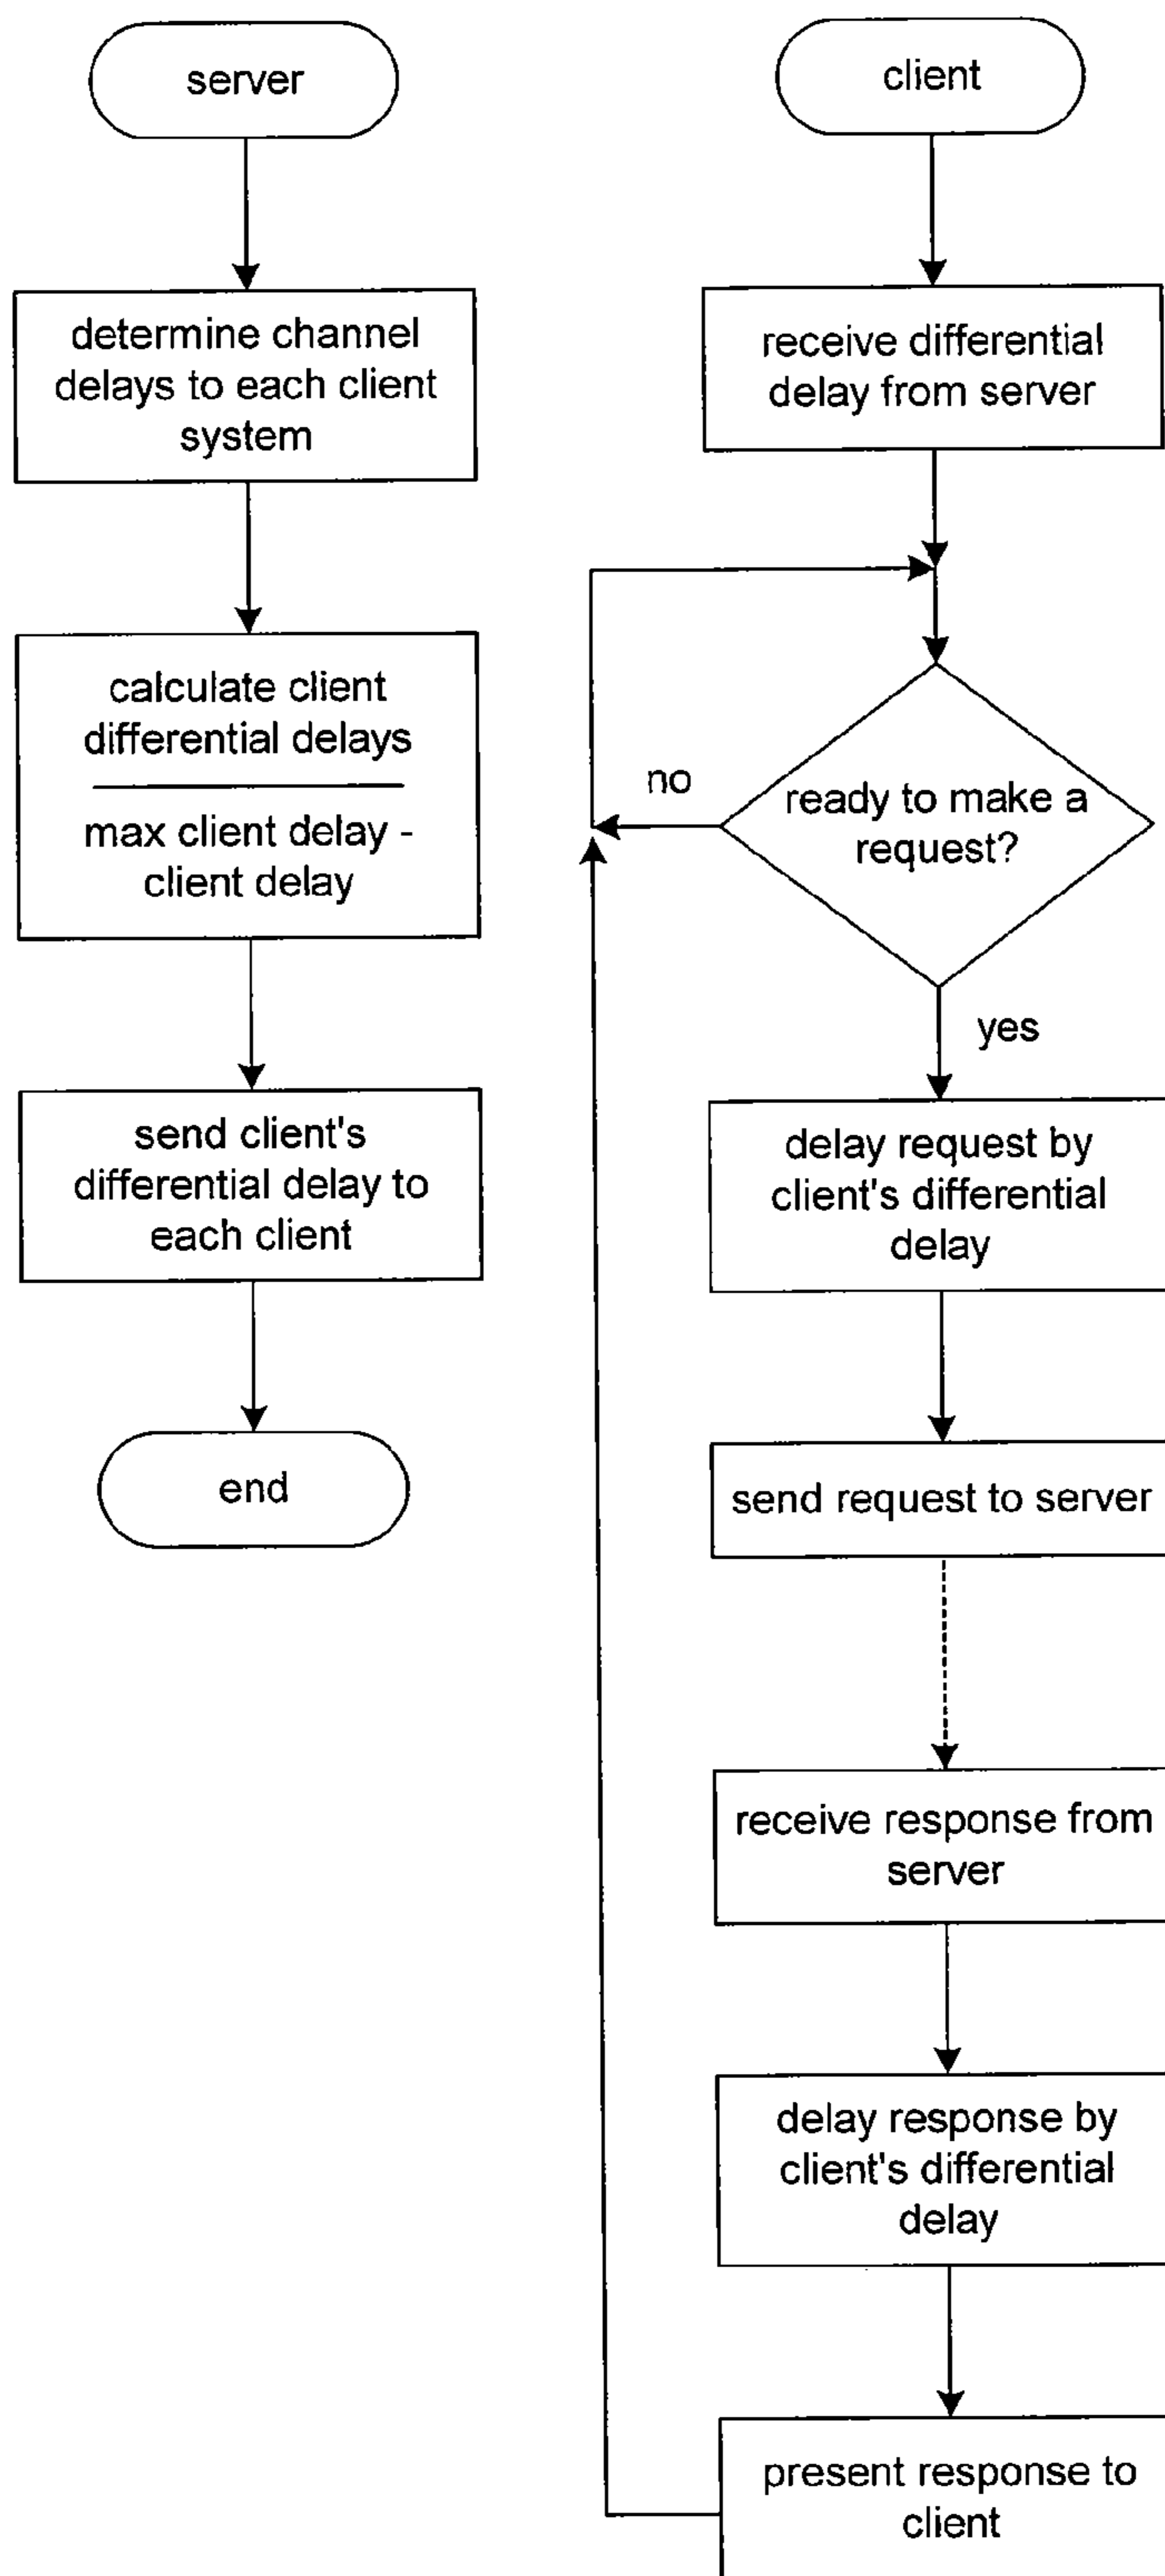 server
determine channel
delays to each client
system
calculate client
differential delays
max client delay -
client delay
send client's
differential delay to
each client
end
client
receive differential
delay from server
ready to make a
request?
no
yes
delay request by
client's differential
delay
send request to server
receive response from
server
delay response by
client's differential
delay
present response to
client